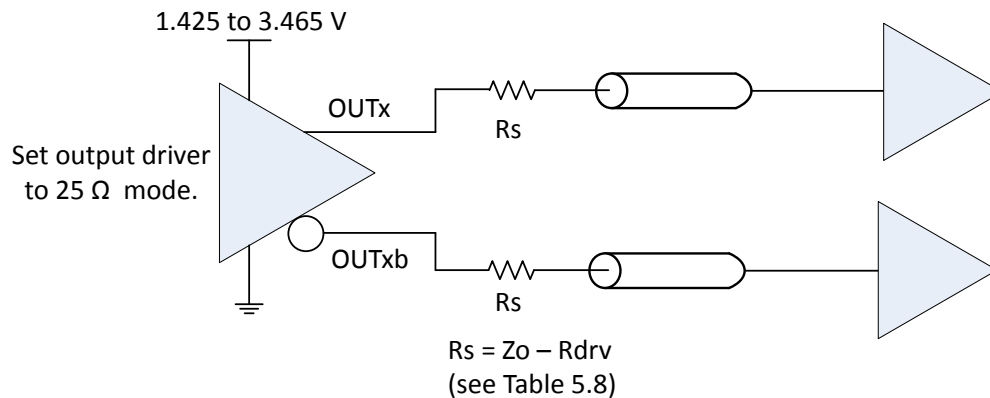 1.425 to 3.465 V
OUTx
Rs
Set output driver
to 25 Ω mode.
OUTxb
Rs
Rs = Zo – Rdrv
(see Table 5.8)